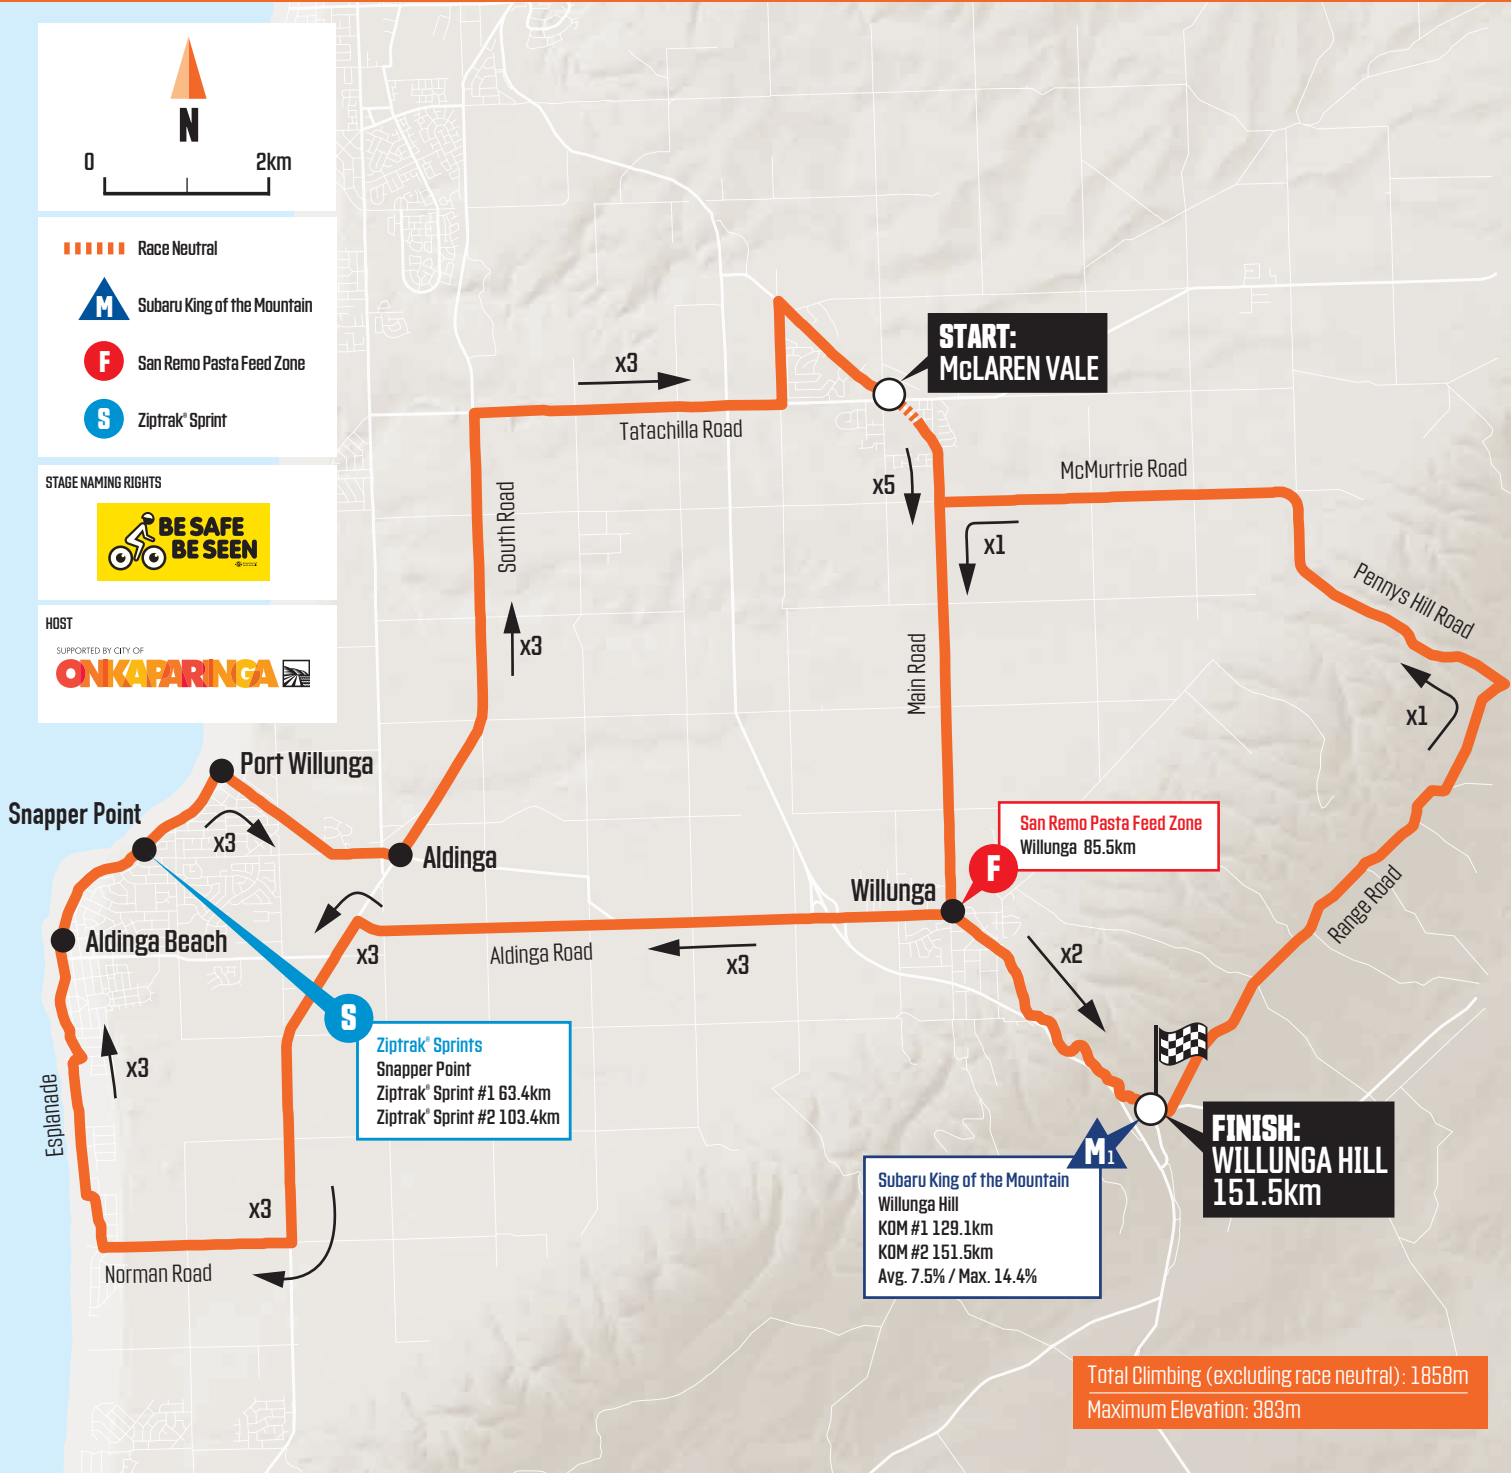 N
0 2km
Race Neutral
M Subaru King of the Mountain
F San Remo Pasta Feed Zone
S Ziptrak® Sprint
STAGE NAMING RIGHTS
BE SAFE
BE SEEN
HOST
SUPPORTED BY CITY OF
ONKAPARINGA
START:
McLAREN VALE
x3
Tatachilla Road
x5
McMurtrie Road
x1
South Road
x3
Main Road
Pennys Hill Road
x1
Port Willunga
Snapper Point
x3
Aldinga
San Remo Pasta Feed Zone
Willunga 85.5km
F
Willunga
Range Road
Aldinga Beach
x3
Aldinga Road
x3
x2
S
Ziptrak® Sprints
Snapper Point
Ziptrak® Sprint #1 63.4km
Ziptrak® Sprint #2 103.4km
Esplanade
x3
x3
Norman Road
M1
Subaru King of the Mountain
Willunga Hill
KOM #1 129.1km
KOM #2 151.5km
Avg. 7.5% / Max. 14.4%
FINISH:
WILLUNGA HILL
151.5km
Total Climbing (excluding race neutral): 1858m
Maximum Elevation: 383m